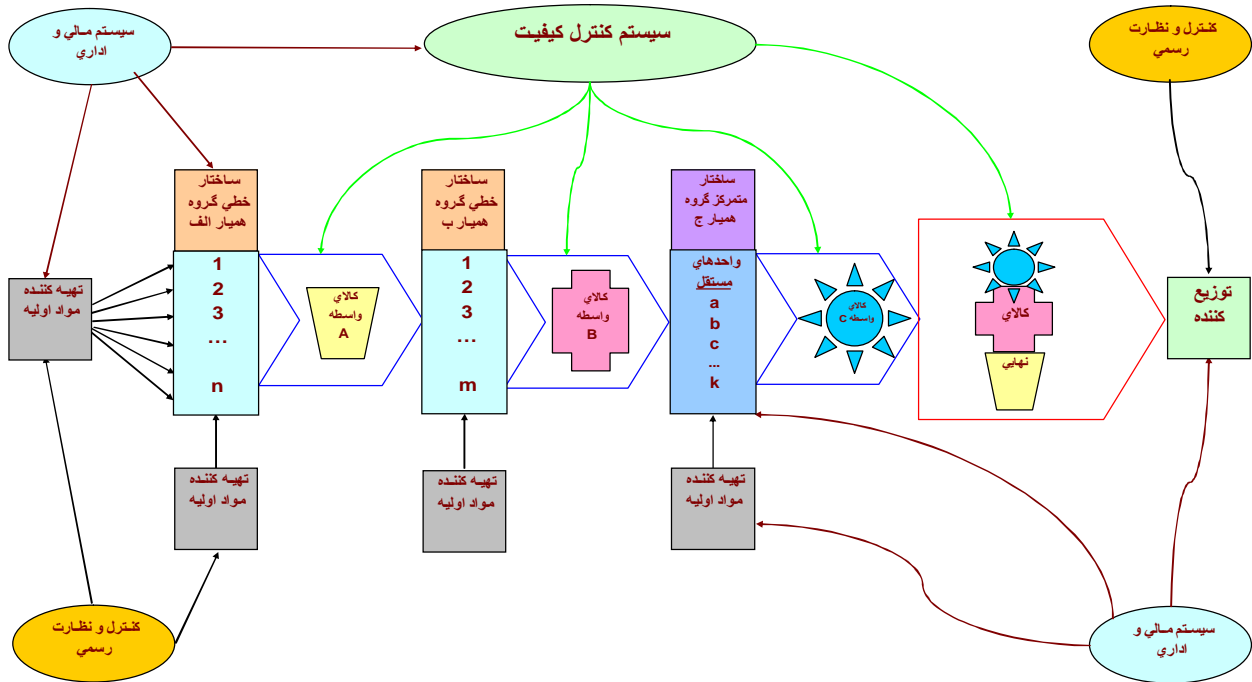 سيستم مالي و
اداري
سيستم كنترل كيفيت
كنترل و نظارت
رسمي
ساختار
خطي گروه
هميار الف
ساختار
خطي گروه
هميار ب
ساختار
متمركز گروه
هميار ج
تهيه كننده
مواد اوليه
1
2
3
...
n
كالاي
واسطه
A
1
2
3
...
m
كالاي
واسطه
B
واحدهاي
مستقل
a
b
c
...
k
كالاي
واسطه C
كالاي
نهايي
توزيع
كننده
تهيه كننده
مواد اوليه
تهيه كننده
مواد اوليه
تهيه كننده
مواد اوليه
كنترل و نظارت
رسمي
سيستم مالي و
اداري